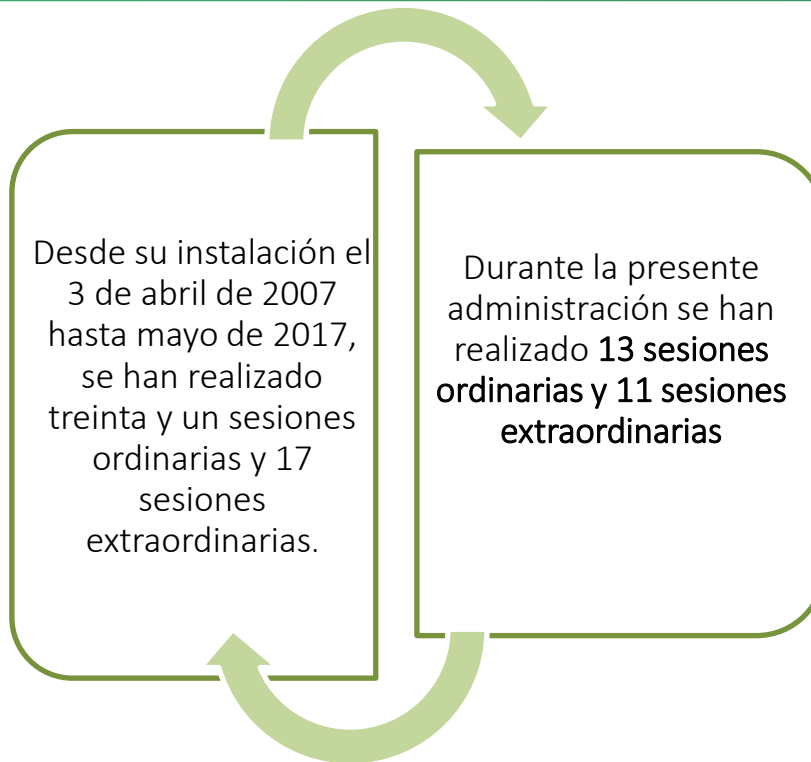 Desde su instalación el
3 de abril de 2007
hasta mayo de 2017,
se han realizado
treinta y un sesiones
ordinarias y 17
sesiones
extraordinarias.
Durante la presente
administración se han
realizado 13 sesiones
ordinarias y 11 sesiones
extraordinarias